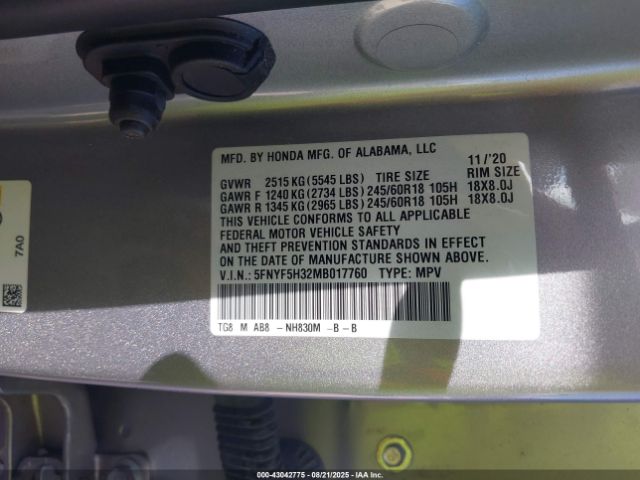 MFD. BY HONDA MFG. OF ALABAMA, LLC 11/'20
GVWR 2515 KG (5545 LBS) TIRE SIZE RIM SIZE
GAWR F 1240 KG (2734 LBS) 245/60R18 105H 18X8.0J
GAWR R 1345 KG (2965 LBS) 245/60R18 105H 18X8.0J
THIS VEHICLE CONFORMS TO ALL APPLICABLE
FEDERAL MOTOR VEHICLE SAFETY
AND THEFT PREVENTION STANDARDS IN EFFECT
ON THE DATE OF MANUFACTURE SHOWN ABOVE.
V.I.N.: 5FNYF5H32MB017760 TYPE: MPV
TG8 M AB8 - NH830M -B - B
7A0
000-43042775 - 08/21/2025 - IAA Inc.